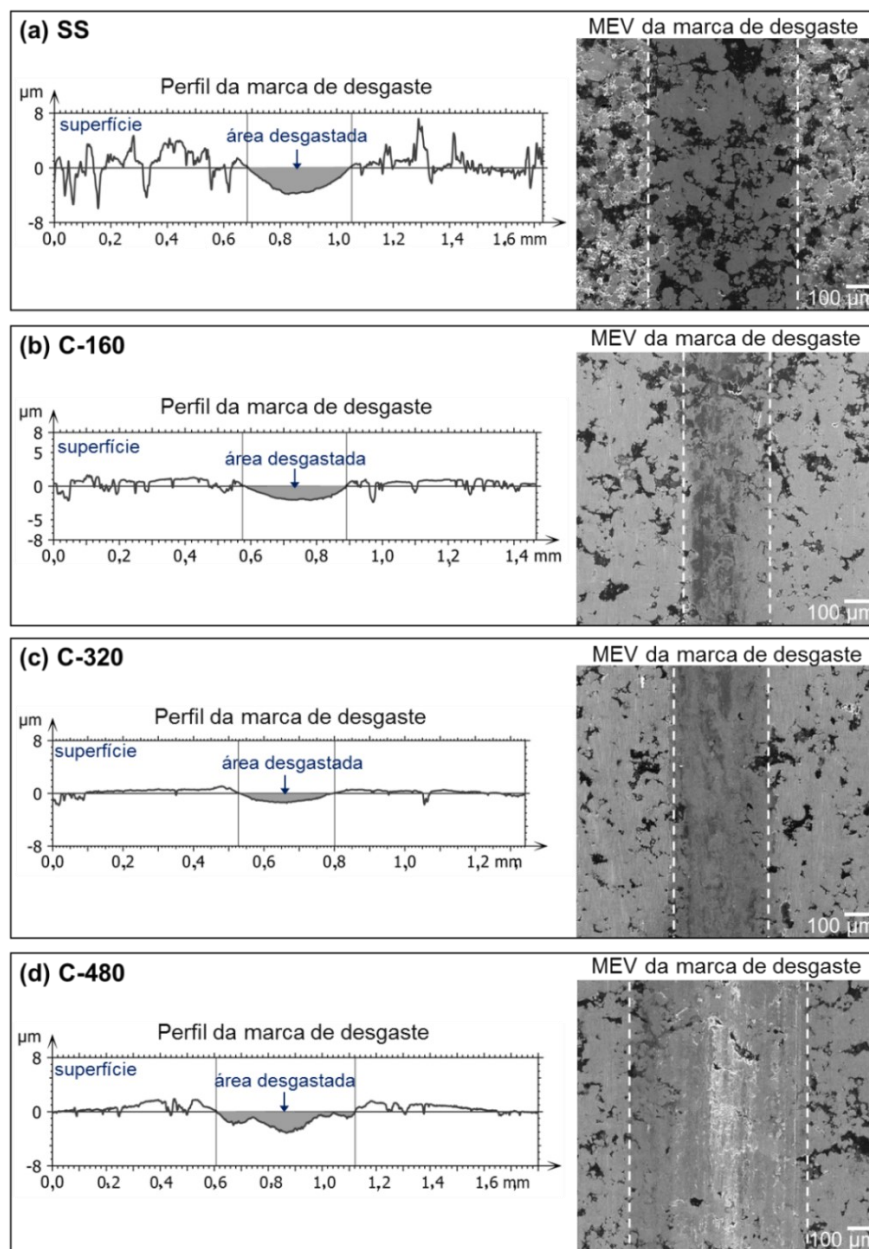 (a) SS
MEV da marca de desgaste
Perfil da marca de desgaste
µm
8
superfície
área desgastada
0
-8
0,0 0,2 0,4 0,6 0,8 1,0 1,2 1,4 1,6 mm
100 µm
(b) C-160
MEV da marca de desgaste
Perfil da marca de desgaste
µm
8
superfície
5
área desgastada
0
-5
-8
0,0 0,2 0,4 0,6 0,8 1,0 1,2 1,4 mm
100 µm
(c) C-320
MEV da marca de desgaste
Perfil da marca de desgaste
µm
8
superfície
área desgastada
0
-8
0,0 0,2 0,4 0,6 0,8 1,0 1,2 mm
100 µm
(d) C-480
MEV da marca de desgaste
Perfil da marca de desgaste
µm
8
superfície
área desgastada
0
-8
0,0 0,2 0,4 0,6 0,8 1,0 1,2 1,4 1,6 mm
100 µm